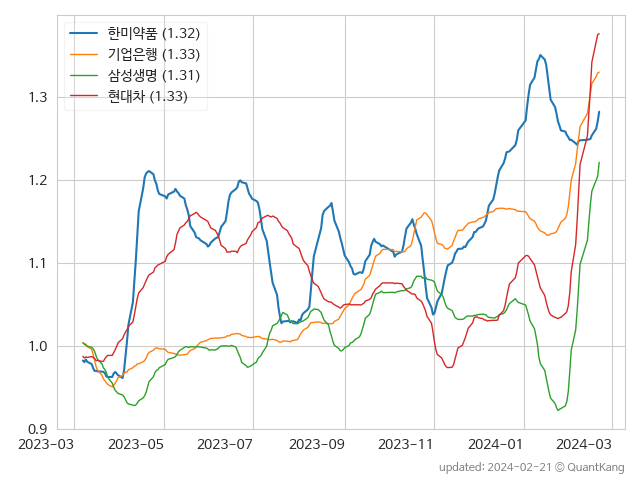 한미약품 (1.32)
기업은행 (1.33)
삼성생명 (1.31)
현대차 (1.33)
1.3
1.2
1.1
1.0
0.9
2023-03 2023-05 2023-07 2023-09 2023-11 2024-01 2024-03
updated: 2024-02-21 © QuantKang